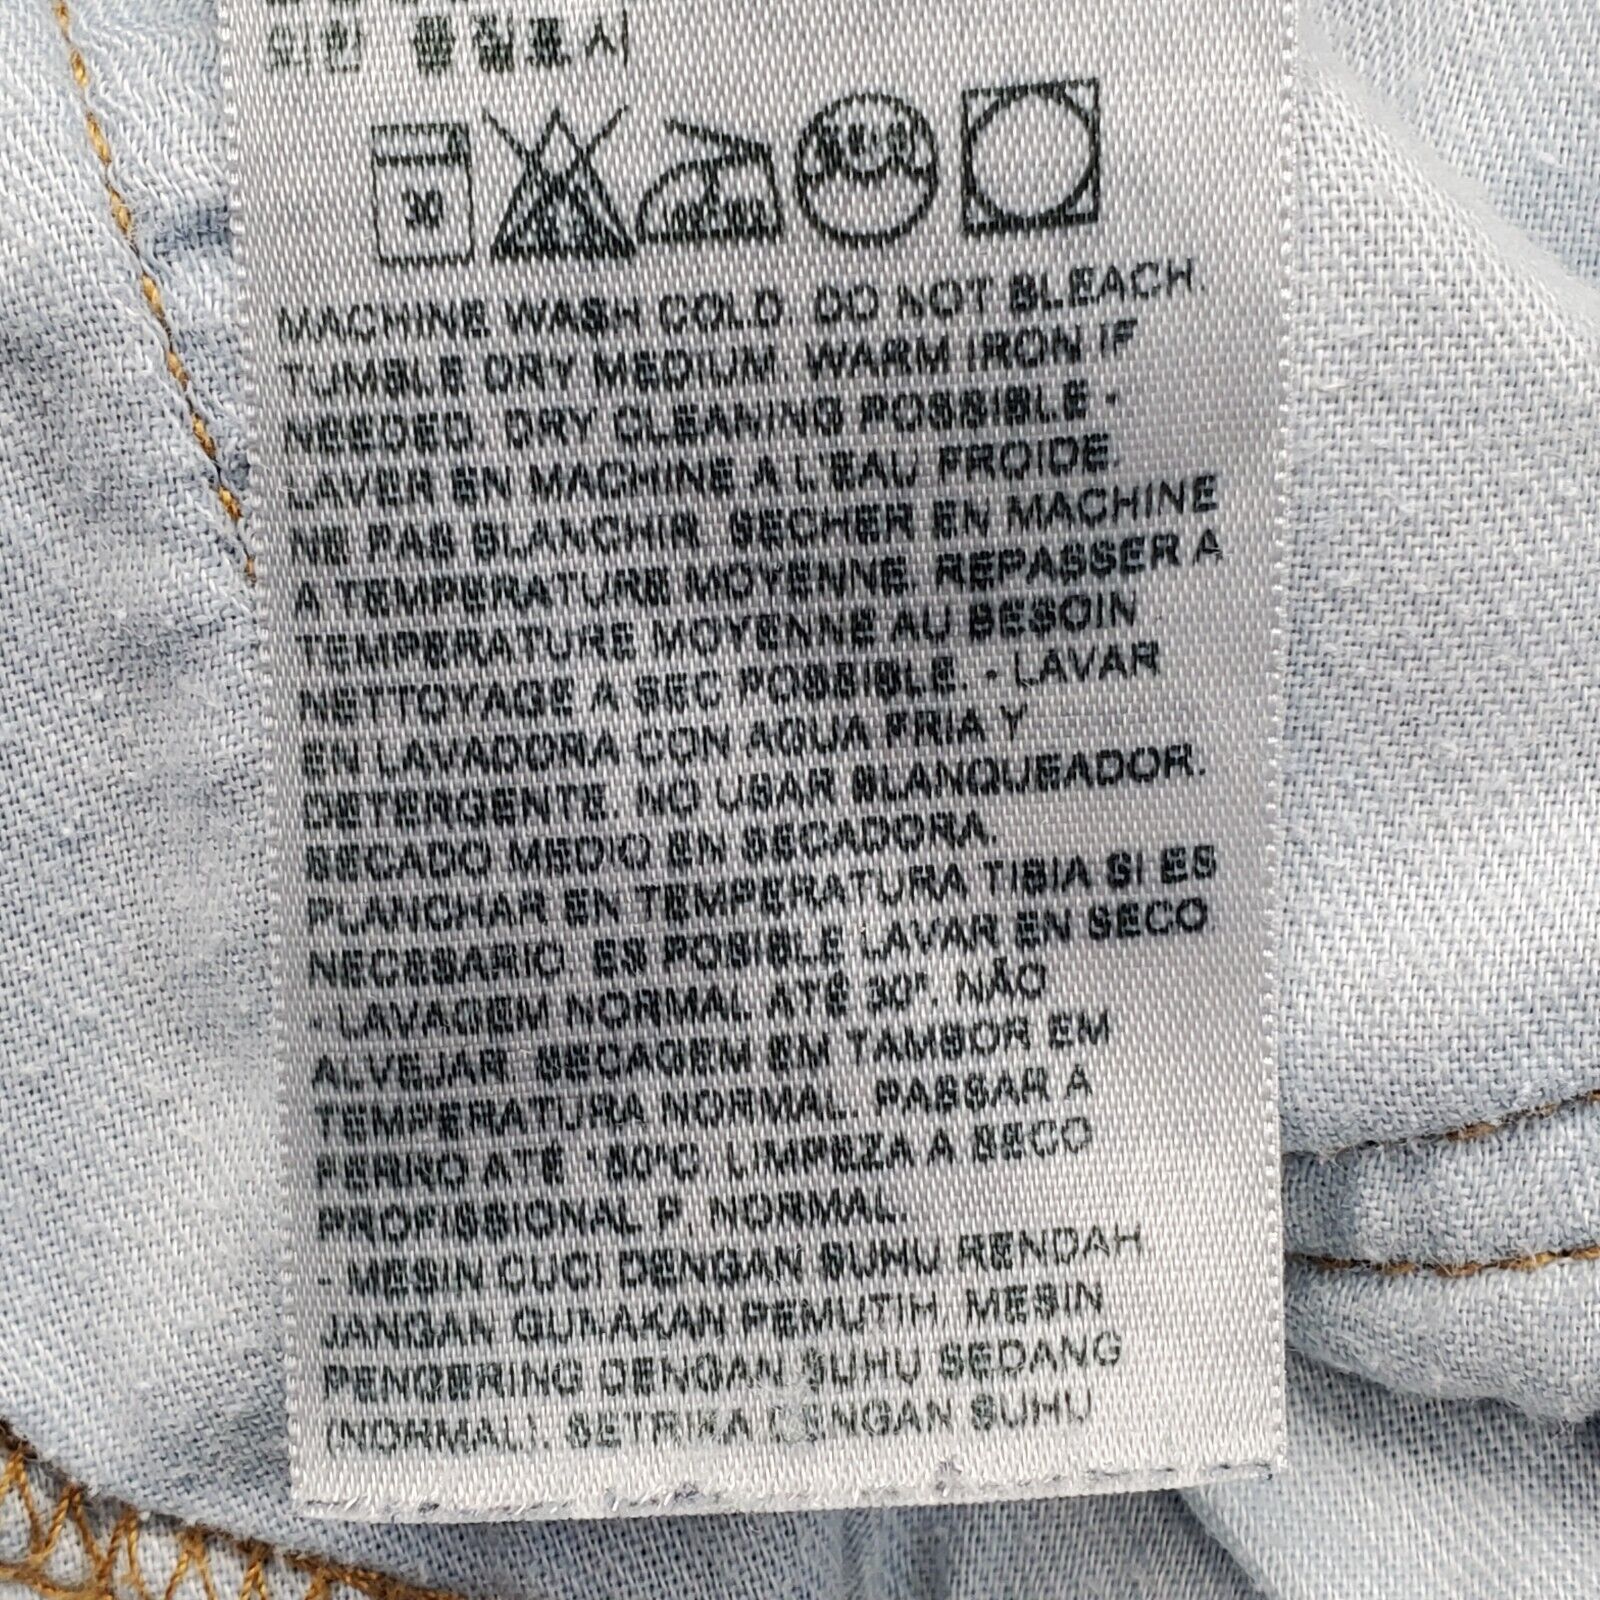 30
MACHINE WASH COLD. DO NOT BLEACH.
TUMBLE DRY MEDIUM. WARM IRON IF
NEEDED. DRY CLEANING POSSIBLE -
LAVER EN MACHINE A L'EAU FROIDE.
NE PAS BLANCHIR. SECHER EN MACHINE
A TEMPERATURE MOYENNE. REPASSER A
TEMPERATURE MOYENNE AU BESOIN
NETTOYAGE A SEC POSSIBLE. - LAVAR
EN LAVADORA CON AGUA FRIA Y
DETERGENTE. NO USAR BLANQUEADOR.
SECADO MEDIO EN SECADORA.
PLANCHAR EN TEMPERATURA TIBIA SI ES
NECESARIO. ES POSIBLE LAVAR EN SECO
- LAVAGEM NORMAL ATÉ 30°. NÃO
ALVEJAR. SECAGEM EM TAMBOR EM
TEMPERATURA NORMAL. PASSAR A
FERRO ATÉ 150°C. LIMPEZA A SECO
PROFISSIONAL P. NORMAL.
- MESIN CUCI DENGAN SUHU RENDAH
JANGAN GUNAKAN PEMUTIH. MESIN
PENGERING DENGAN SUHU SEDANG
(NORMAL). SETRIKA DENGAN SUHU